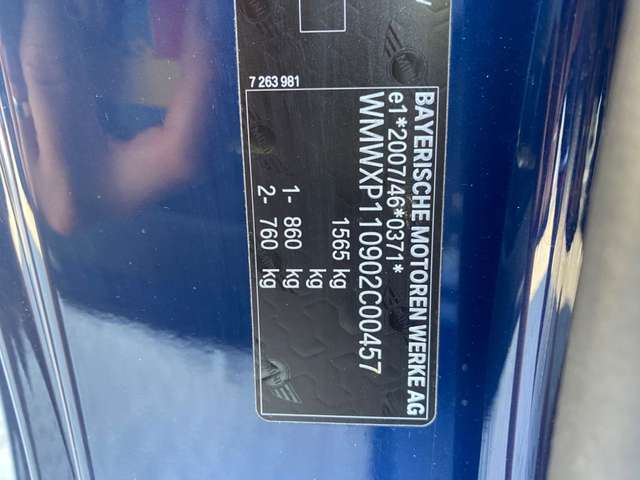 BAYERISCHE MOTOREN WERKE AG
e1*2007/46*0371*
WMWXP110902C00457
1565 kg
1- 860 kg
2- 760 kg
7 263 981